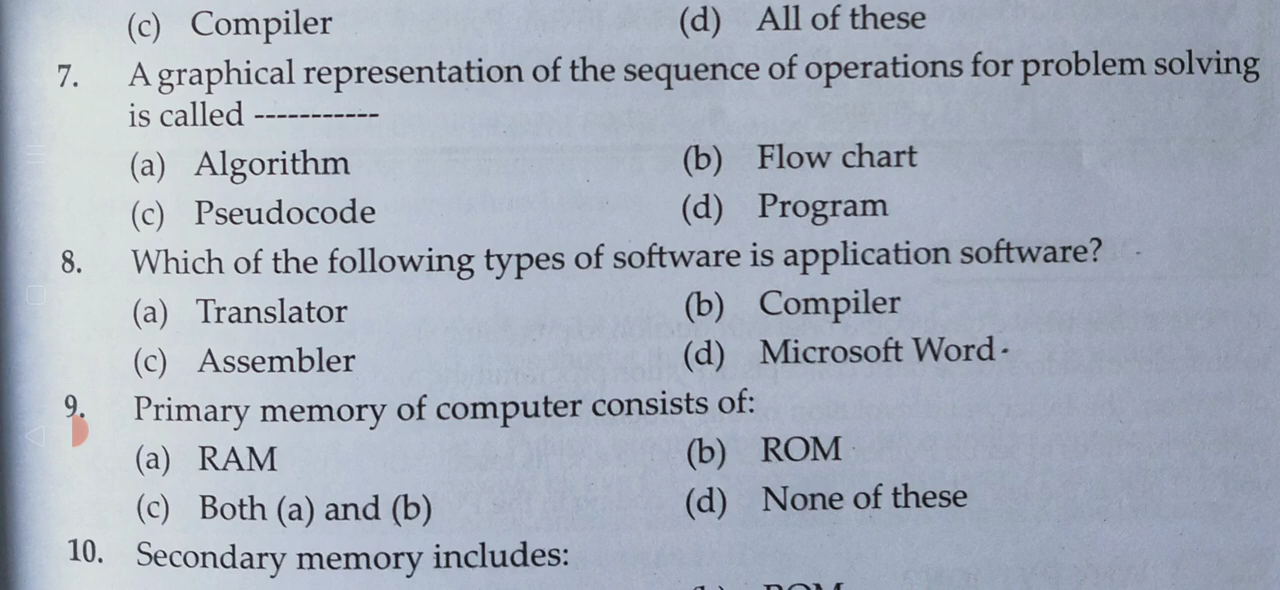 (c) Compiler (d) All of these
7. A graphical representation of the sequence of operations for problem solving
is called -----------
(a) Algorithm (b) Flow chart
(c) Pseudocode (d) Program
8. Which of the following types of software is application software?
(a) Translator (b) Compiler
(c) Assembler (d) Microsoft Word
9. Primary memory of computer consists of:
(a) RAM (b) ROM
(c) Both (a) and (b) (d) None of these
10. Secondary memory includes: